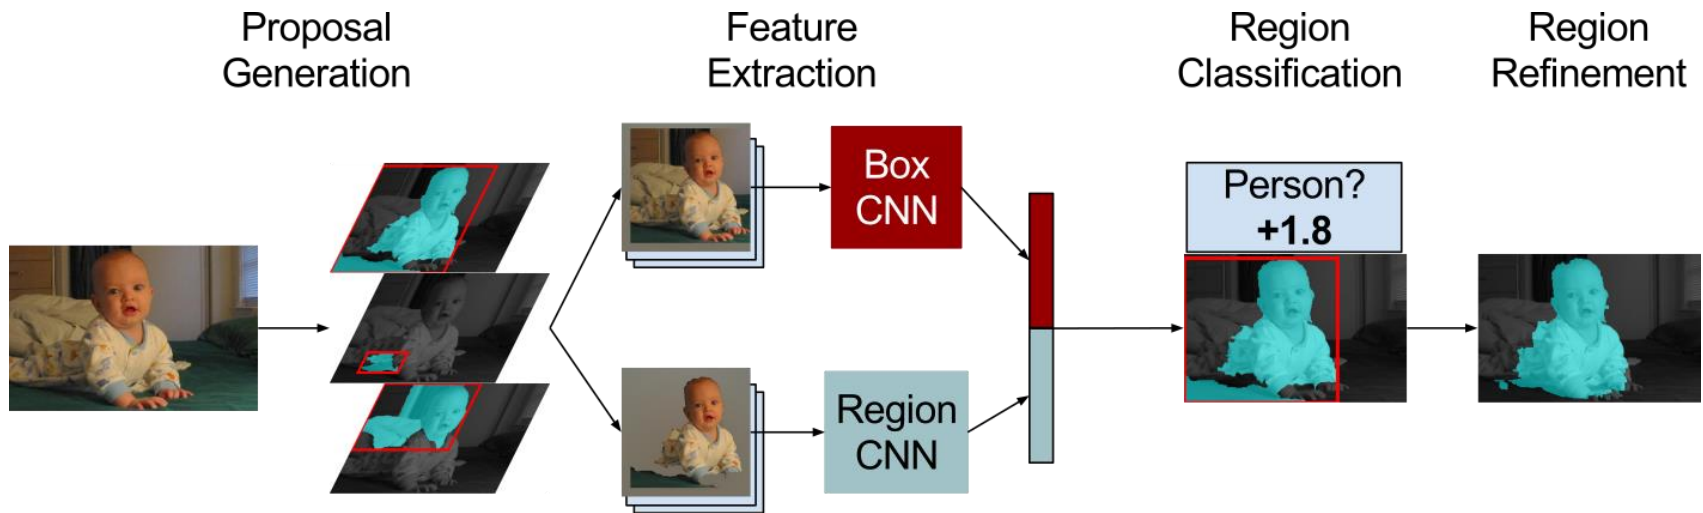 Proposal
Generation
Feature
Extraction
Region
Classification
Region
Refinement
Box
CNN
Region
CNN
Person?
+1.8